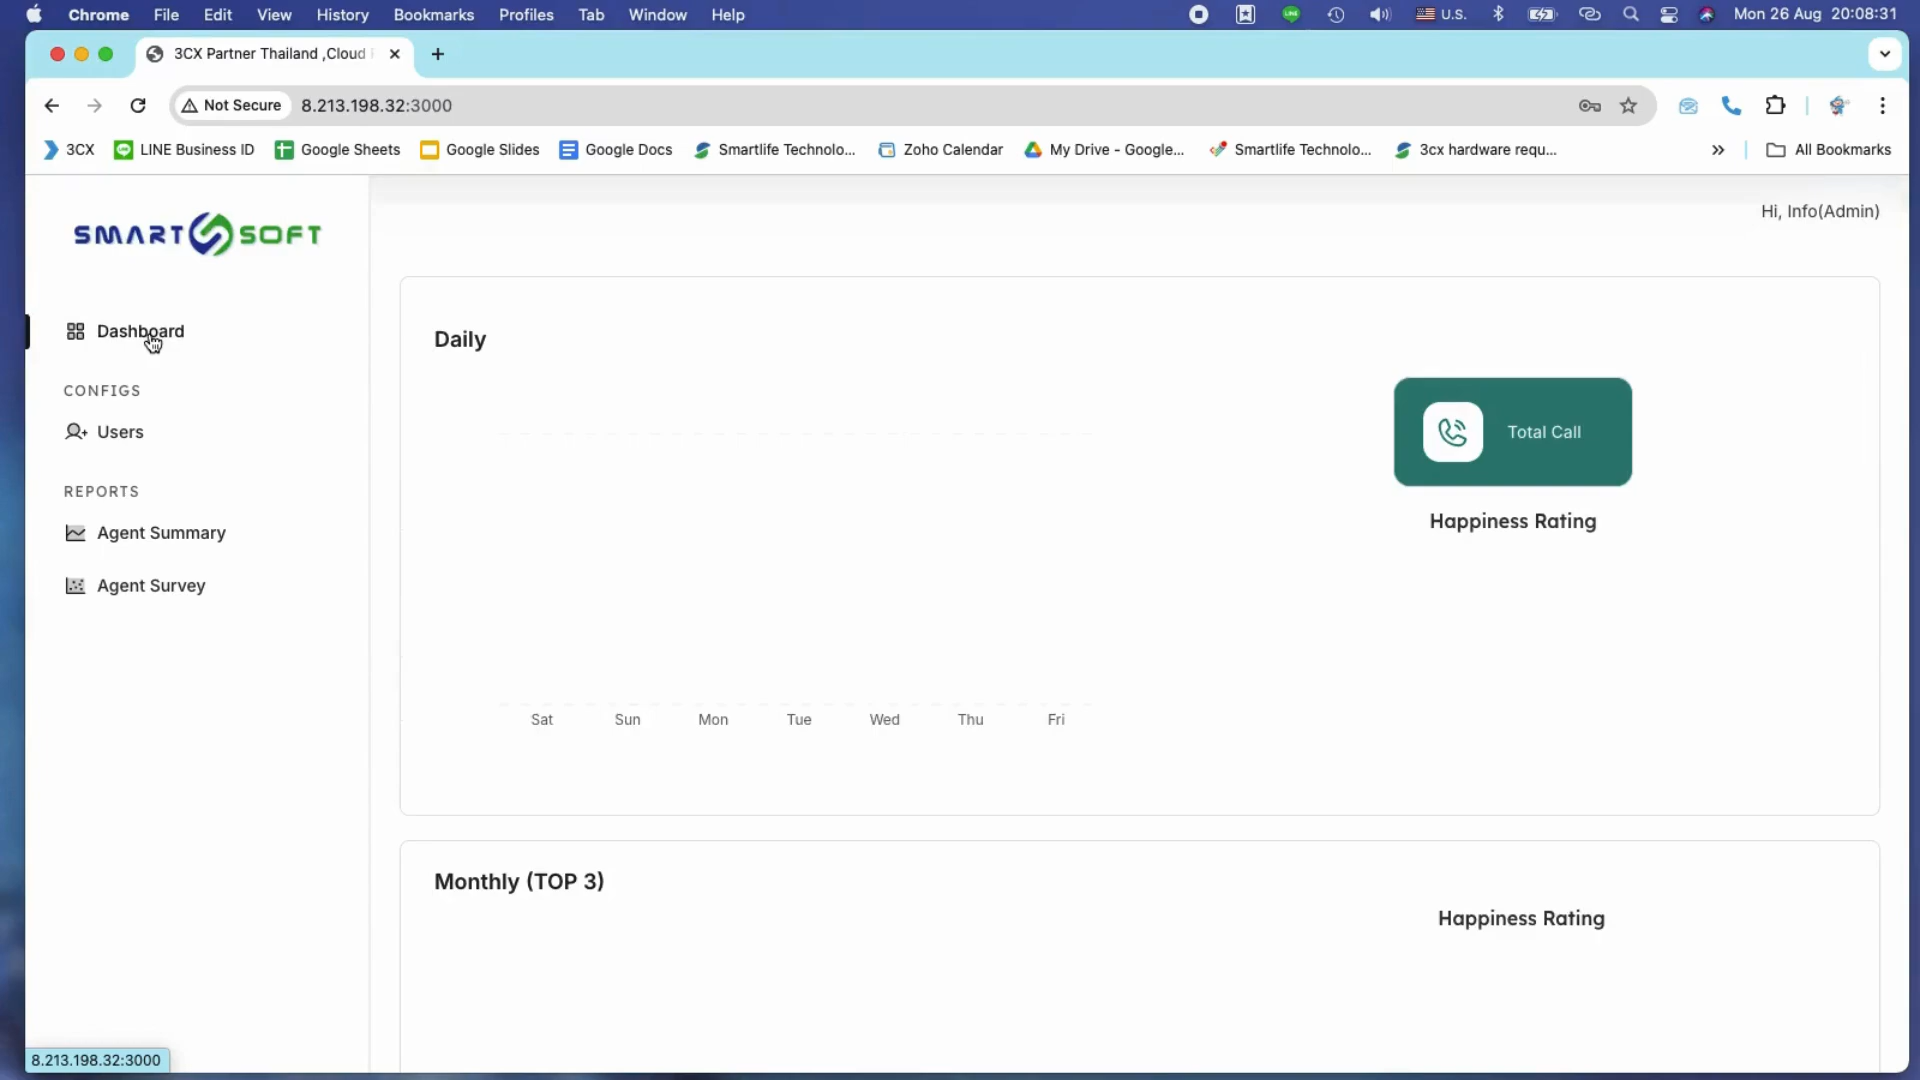 Chrome File Edit View History Bookmarks Profiles Tab Window Help U.S. Mon 26 Aug 20:08:31
3CX Partner Thailand ,Cloud
Not Secure 8.213.198.32:3000
3CX LINE Business ID Google Sheets Google Slides Google Docs Smartlife Technolo... Zoho Calendar My Drive - Google... Smartlife Technolo... 3cx hardware requ... » All Bookmarks
SMART SOFT
Hi, Info(Admin)
Dashboard
CONFIGS
Users
REPORTS
Agent Summary
Agent Survey
Daily
Total Call
Happiness Rating
Sat Sun Mon Tue Wed Thu Fri
Monthly (TOP 3)
Happiness Rating
8.213.198.32:3000